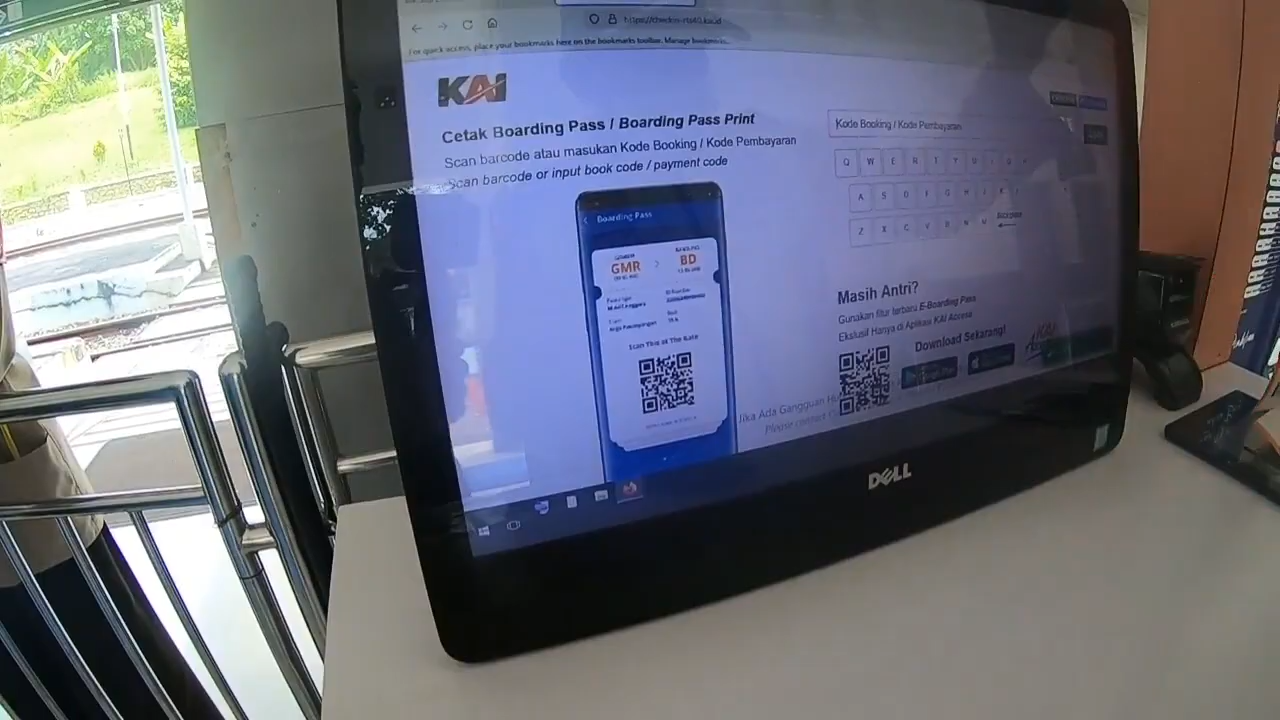 For quick access, place your bookmarks here on the bookmarks toolbar. Manage bookmarks...
KAI
Cetak Boarding Pass / Boarding Pass Print
Scan barcode atau masukan Kode Booking / Kode Pembayaran
Scan barcode or input book code / payment code
Boarding Pass
GMR
BD
Scan This at The Gate
Kode Booking / Kode Pembayaran
Q W E R T Y U I O P
A S D F G H J K L
Z X C V B N M
Masih Antri?
Gunakan fitur terbaru E-Boarding Pass
Ekslusif Hanya di Aplikasi KAI Access
Download Sekarang!
KAI
Jika Ada Gangguan
Please contact
DELL